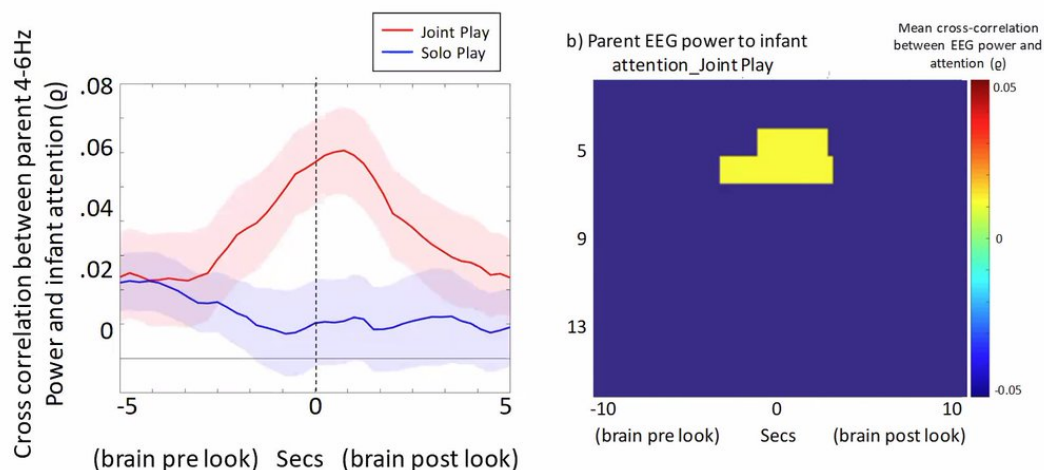 Joint Play
Solo Play
Cross correlation between parent 4-6Hz
Power and infant attention (ϱ)
.08
.06
.04
.02
0
-5
0
5
(brain pre look) Secs (brain post look)
b) Parent EEG power to infant
attention_Joint Play
Mean cross-correlation
between EEG power and
attention (ϱ)
5
9
13
-10
0
10
(brain pre look) Secs (brain post look)
0.05
0
-0.05